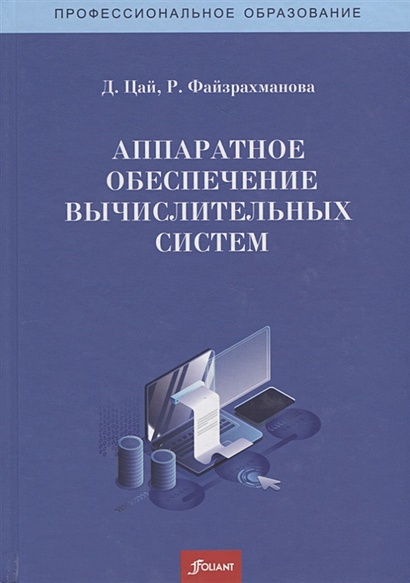 ПРОФЕССИОНАЛЬНОЕ ОБРАЗОВАНИЕ
Д. Цай, Р. Файзрахманова
АППАРАТНОЕ
ОБЕСПЕЧЕНИЕ
ВЫЧИСЛИТЕЛЬНЫХ
СИСТЕМ
FOLIANT